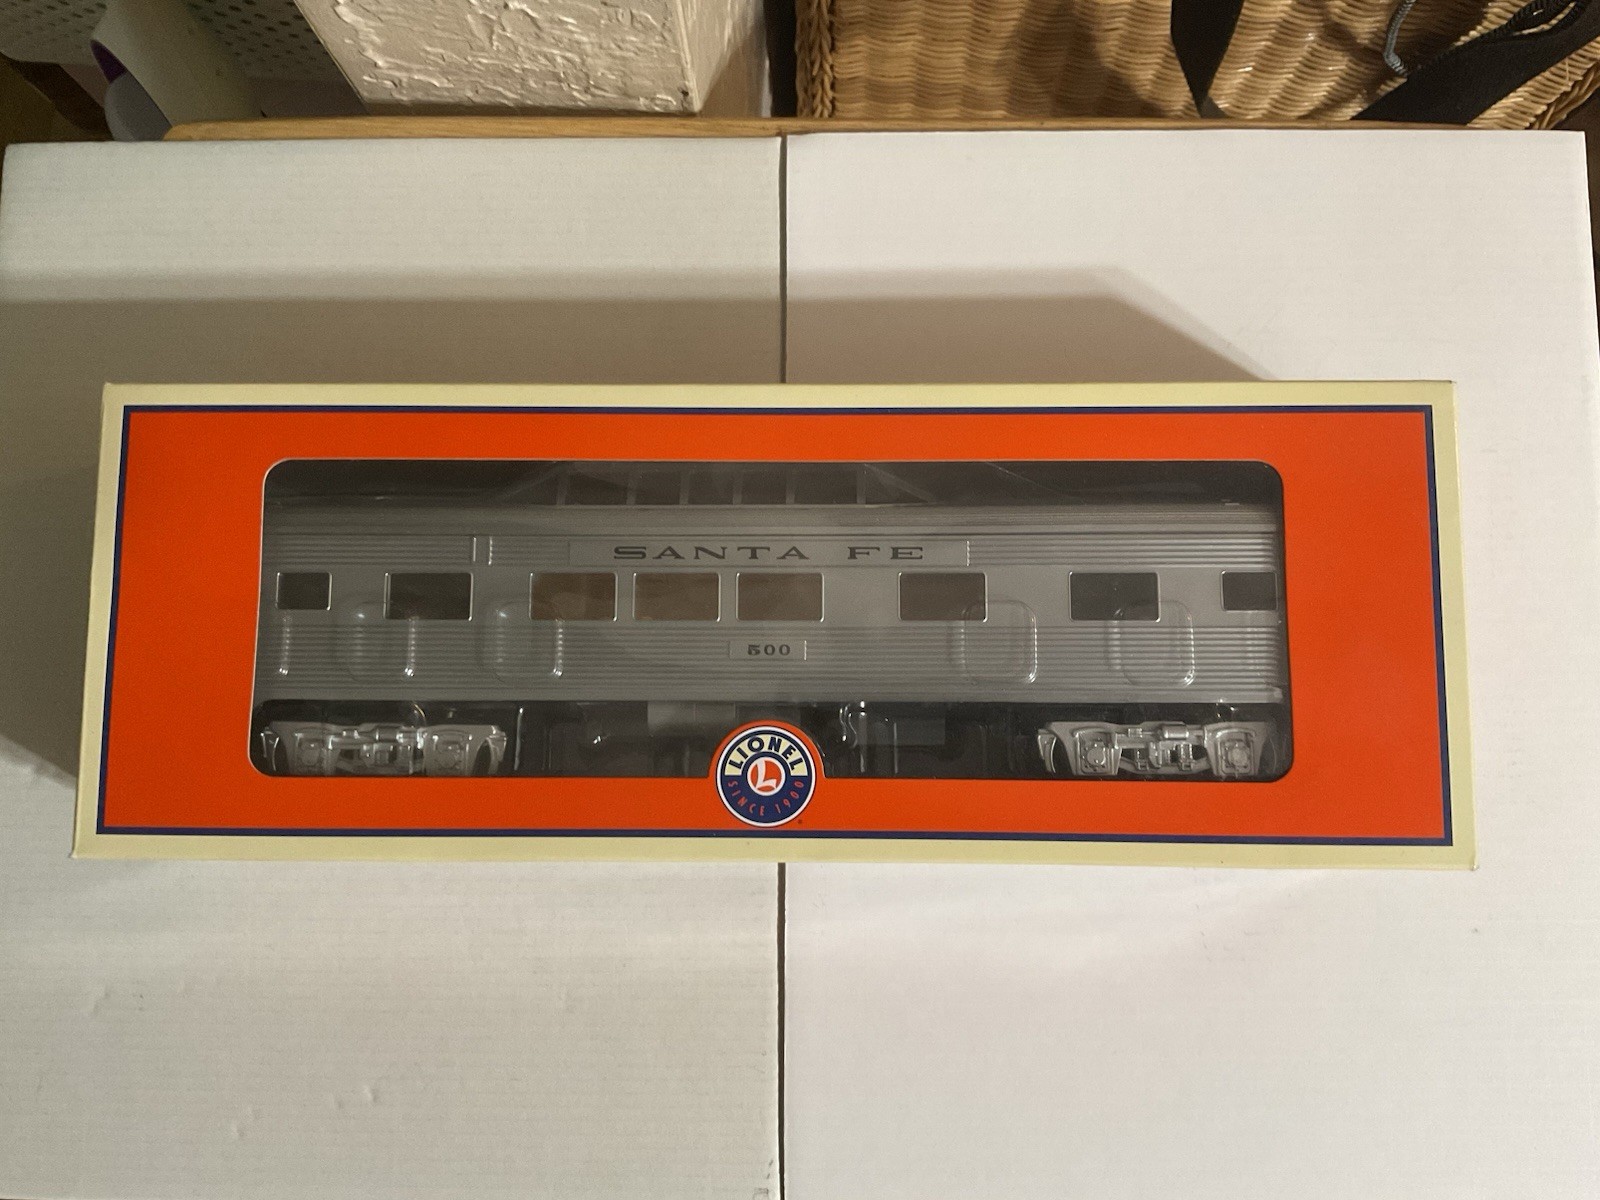 SANTA FE
500
LIONEL
L
SINCE 1900